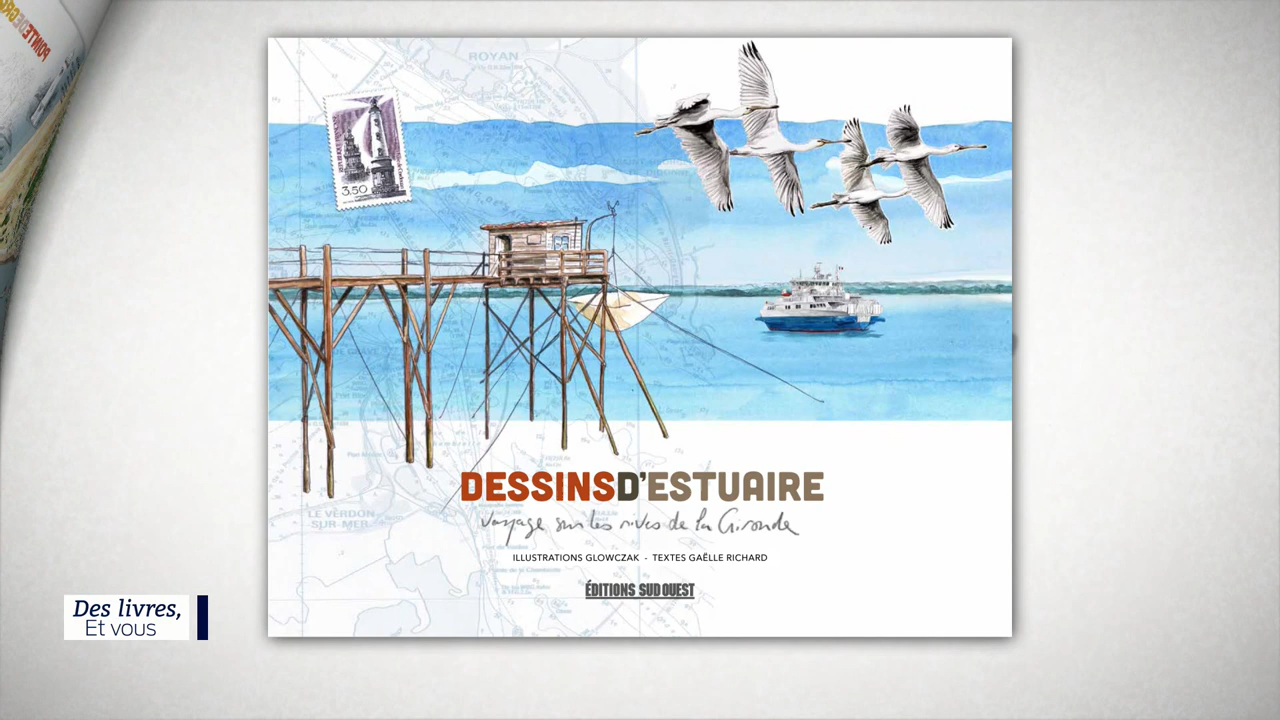 ROYAN
3,50
LE VERDON
SUR-MER
DESSINS D'ESTUAIRE
Voyage sur les rives de la Gironde
ILLUSTRATIONS GLOWCZAK - TEXTES GAËLLE RICHARD
ÉDITIONS SUD OUEST
Des livres,
Et vous